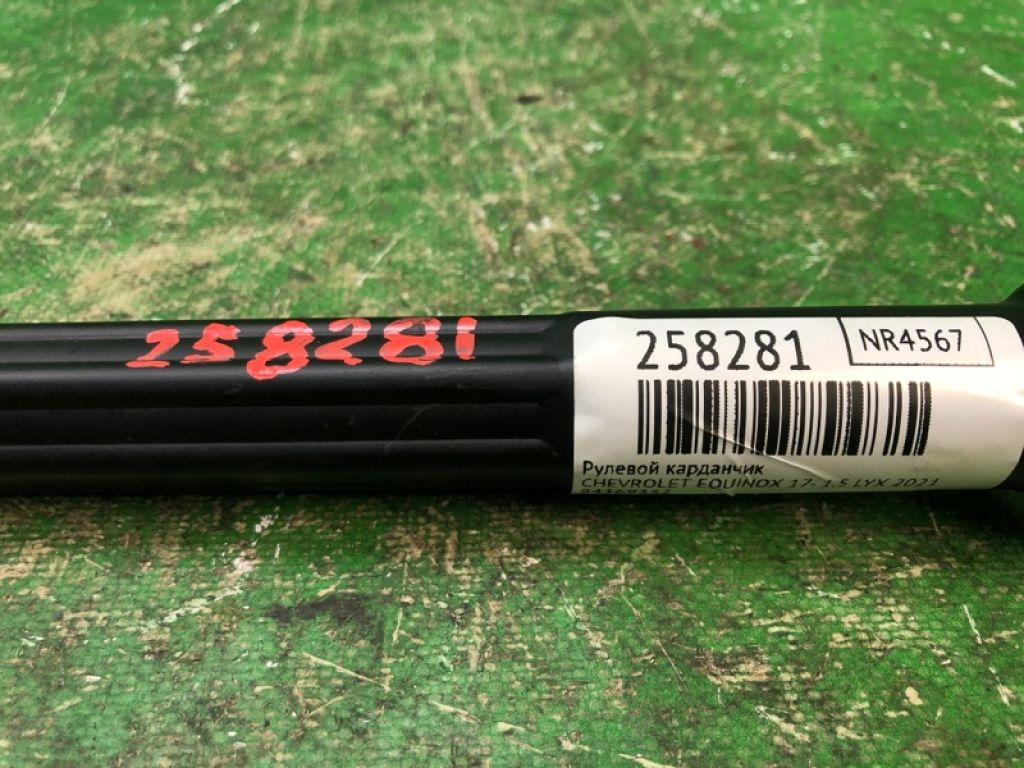 258281
258281
NR4567
Рулевой карданчик
CHEVROLET EQUINOX 17- 1.5 LYX 2021